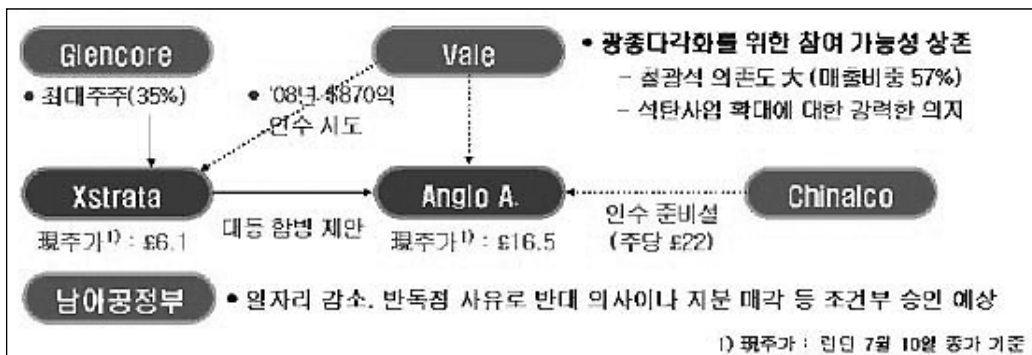 Glencore
Vale
• 광종다각화를 위한 참여 가능성 상존
• 최대주주(35%)
• '08년 $870억
인수 시도
– 철광석 의존도 大 (매출비중 57%)
– 석탄사업 확대에 대한 강력한 의지
Xstrata
Anglo A.
Chinalco
대등 합병 제안
인수 준비설
(주당 £22)
現주가¹⁾ : £6.1
現주가¹⁾ : £16.5
남아공정부
• 일자리 감소, 반독점 사유로 반대 의사이나 지분 매각 등 조건부 승인 예상
1) 現주가 : 런던 7월 10일 종가 기준